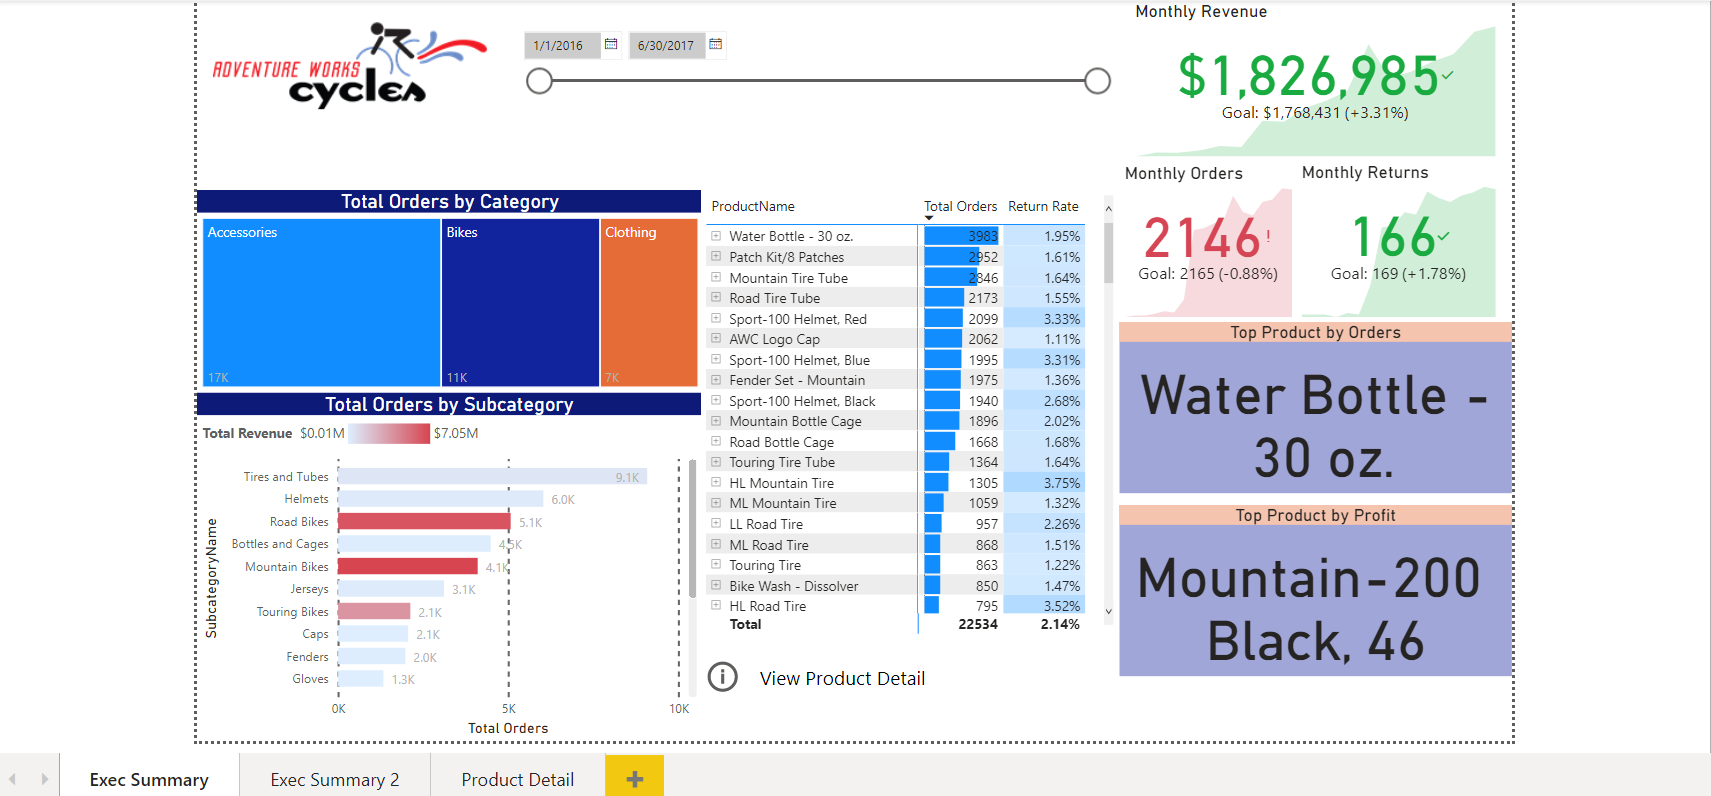 ADVENTURE WORKS
cycles
1/1/2016
6/30/2017
Monthly Revenue
$1,826,985
Goal: $1,768,431 (+3.31%)
Monthly Orders
2146!
Goal: 2165 (-0.88%)
Monthly Returns
166
Goal: 169 (+1.78%)
Total Orders by Category
Accessories
17K
Bikes
11K
Clothing
7K
Total Orders by Subcategory
Total Revenue $0.01M $7.05M
SubcategoryName
Tires and Tubes 9.1K
Helmets 6.0K
Road Bikes 5.1K
Bottles and Cages 4.5K
Mountain Bikes 4.1K
Jerseys 3.1K
Touring Bikes 2.1K
Caps 2.1K
Fenders 2.0K
Gloves 1.3K
0K 5K 10K
Total Orders
ProductName Total Orders Return Rate
Water Bottle - 30 oz. 3983 1.95%
Patch Kit/8 Patches 2952 1.61%
Mountain Tire Tube 2846 1.64%
Road Tire Tube 2173 1.55%
Sport-100 Helmet, Red 2099 3.33%
AWC Logo Cap 2062 1.11%
Sport-100 Helmet, Blue 1995 3.31%
Fender Set - Mountain 1975 1.36%
Sport-100 Helmet, Black 1940 2.68%
Mountain Bottle Cage 1896 2.02%
Road Bottle Cage 1668 1.68%
Touring Tire Tube 1364 1.64%
HL Mountain Tire 1305 3.75%
ML Mountain Tire 1059 1.32%
LL Road Tire 957 2.26%
ML Road Tire 868 1.51%
Touring Tire 863 1.22%
Bike Wash - Dissolver 850 1.47%
HL Road Tire 795 3.52%
Total 22534 2.14%
View Product Detail
Top Product by Orders
Water Bottle -
30 oz.
Top Product by Profit
Mountain-200
Black, 46
Exec Summary
Exec Summary 2
Product Detail